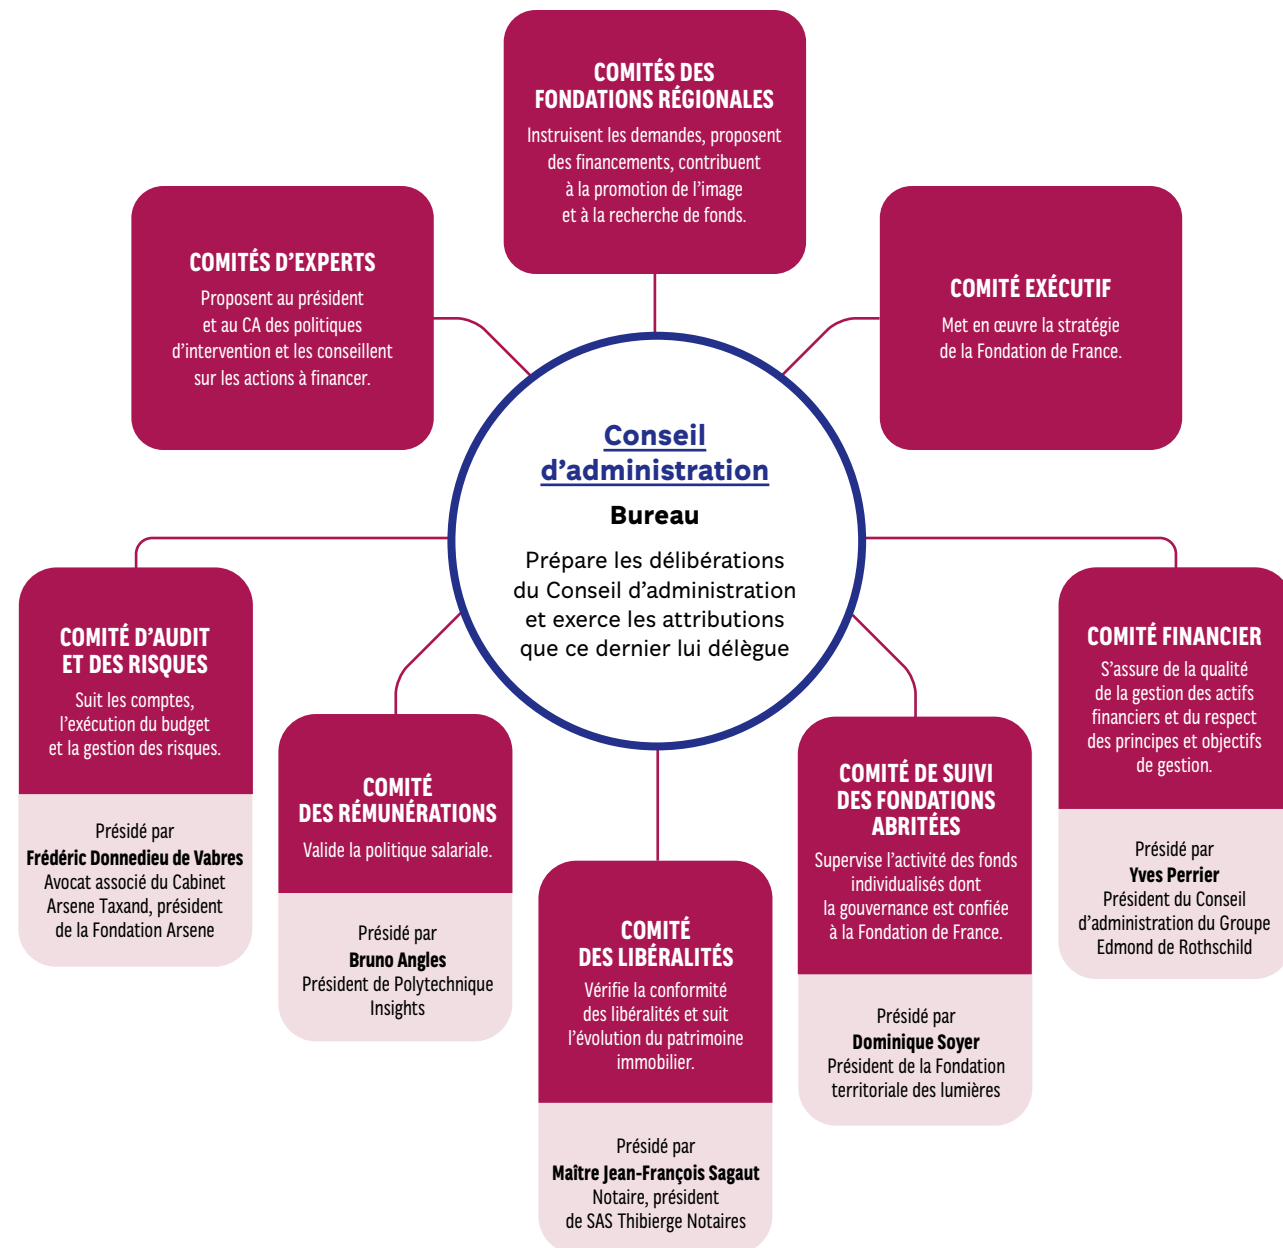 COMITÉS DES
FONDATIONS RÉGIONALES
Instruisent les demandes, proposent
des financements, contribuent
à la promotion de l’image
et à la recherche de fonds.
COMITÉS D’EXPERTS
Proposent au président
et au CA des politiques
d’intervention et les conseillent
sur les actions à financer.
COMITÉ EXÉCUTIF
Met en œuvre la stratégie
de la Fondation de France.
Conseil
d’administration
Bureau
Prépare les délibérations
du Conseil d’administration
et exerce les attributions
que ce dernier lui délègue
COMITÉ D’AUDIT
ET DES RISQUES
Suit les comptes,
l’exécution du budget
et la gestion des risques.
Présidé par
Frédéric Donnedieu de Vabres
Avocat associé du Cabinet
Arsene Taxand, président
de la Fondation Arsene
COMITÉ
DES RÉMUNÉRATIONS
Valide la politique salariale.
Présidé par
Bruno Angles
Président de Polytechnique
Insights
COMITÉ
DES LIBÉRALITÉS
Vérifie la conformité
des libéralités et suit
l’évolution du patrimoine
immobilier.
Présidé par
Maître Jean-François Sagaut
Notaire, président
de SAS Thibierge Notaires
COMITÉ DE SUIVI
DES FONDATIONS
ABRITÉES
Supervise l’activité des fonds
individualisés dont
la gouvernance est confiée
à la Fondation de France.
Présidé par
Dominique Soyer
Président de la Fondation
territoriale des lumières
COMITÉ FINANCIER
S’assure de la qualité
de la gestion des actifs
financiers et du respect
des principes et objectifs
de gestion.
Présidé par
Yves Perrier
Président du Conseil
d’administration du Groupe
Edmond de Rothschild